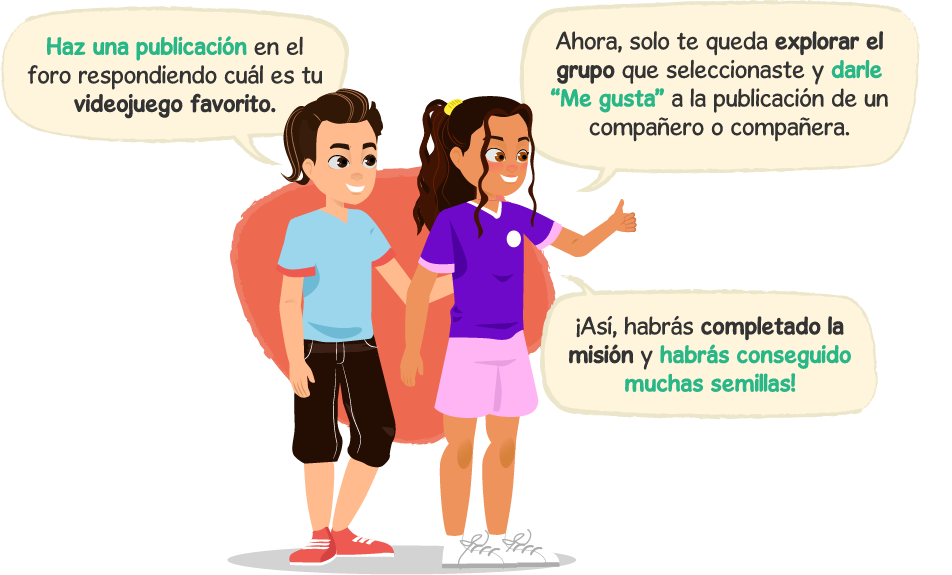 Haz una publicación en el
foro respondiendo cuál es tu
videojuego favorito.
Ahora, solo te queda explorar el
grupo que seleccionaste y darle
“Me gusta” a la publicación de un
compañero o compañera.
¡Así, habrás completado la
misión y habrás conseguido
muchas semillas!